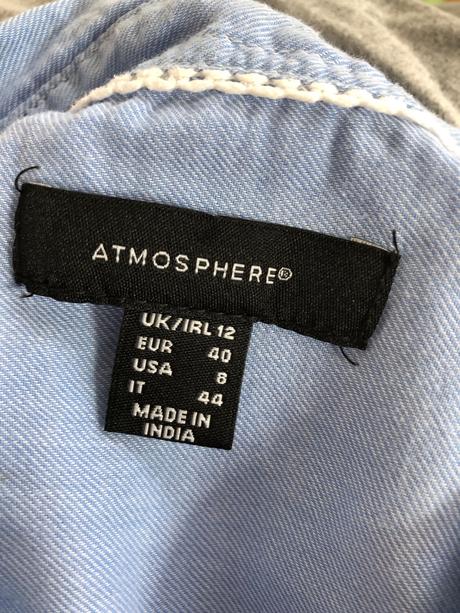 ATMOSPHERE®
UK/IRL 12
EUR 40
USA 8
IT 44
MADE IN
INDIA